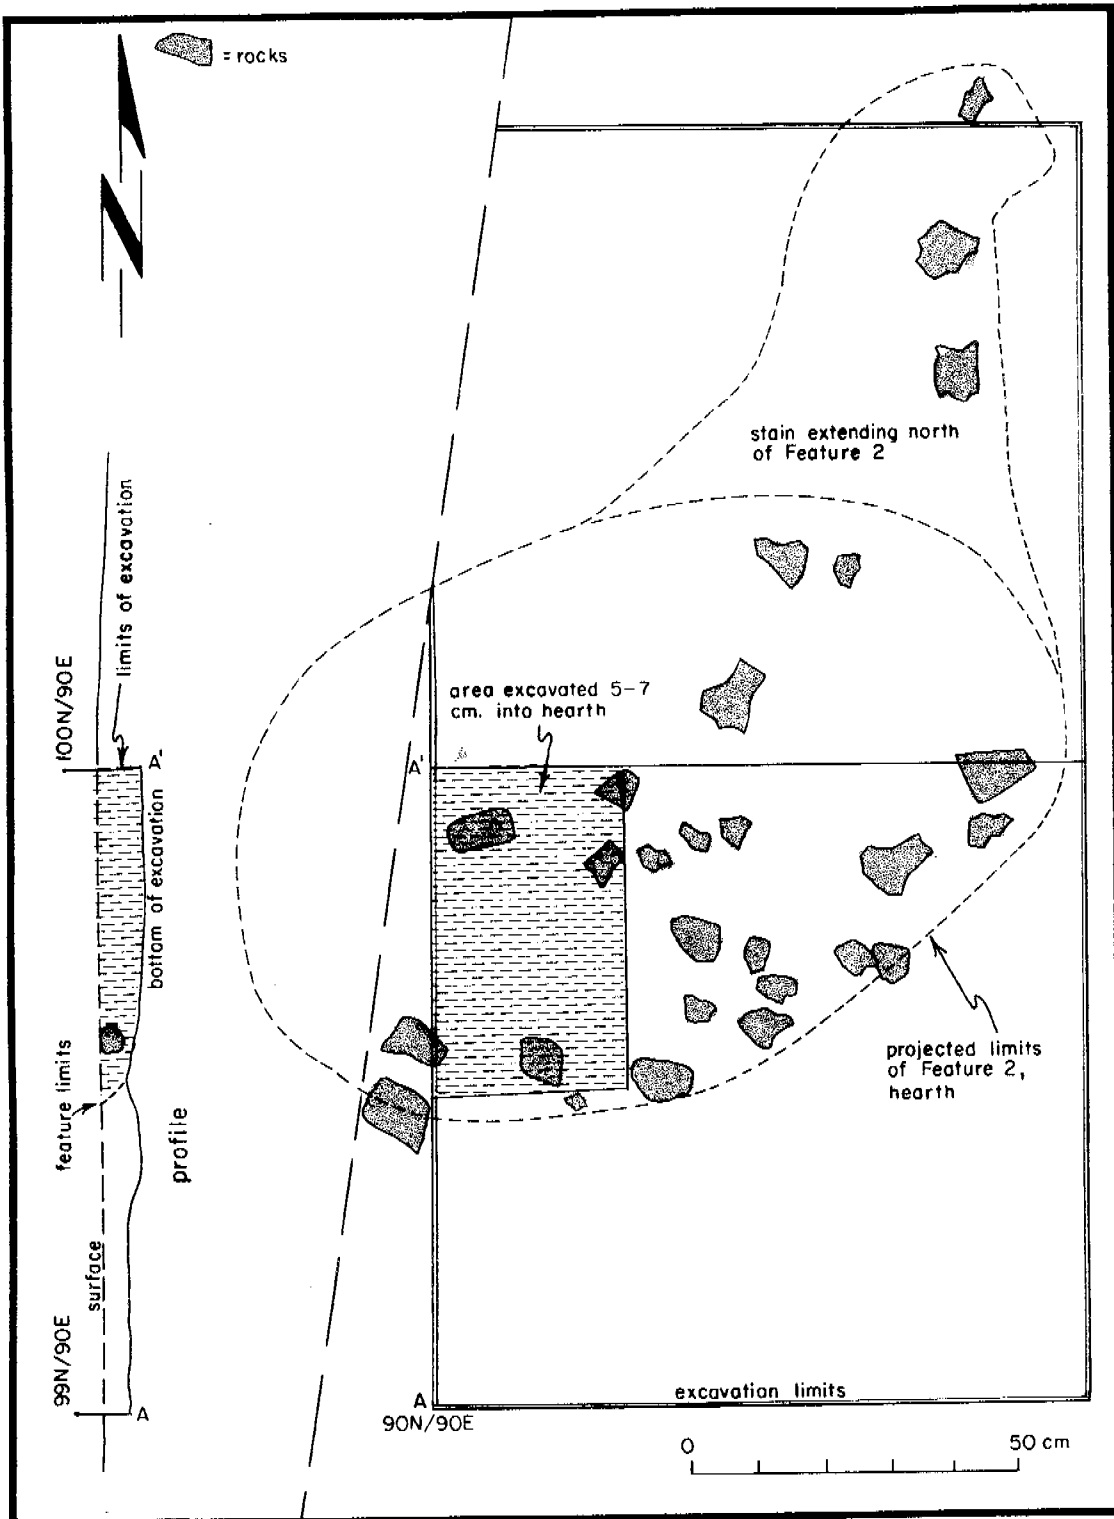 = rocks
N
stain extending north
of Feature 2
limits of excavation
100N/90E
A'
area excavated 5-7
cm. into hearth
A'
bottom of excavation
feature limits
projected limits
of Feature 2,
hearth
profile
surface
99N/90E
A
A
excavation limits
90N/90E
0 50 cm